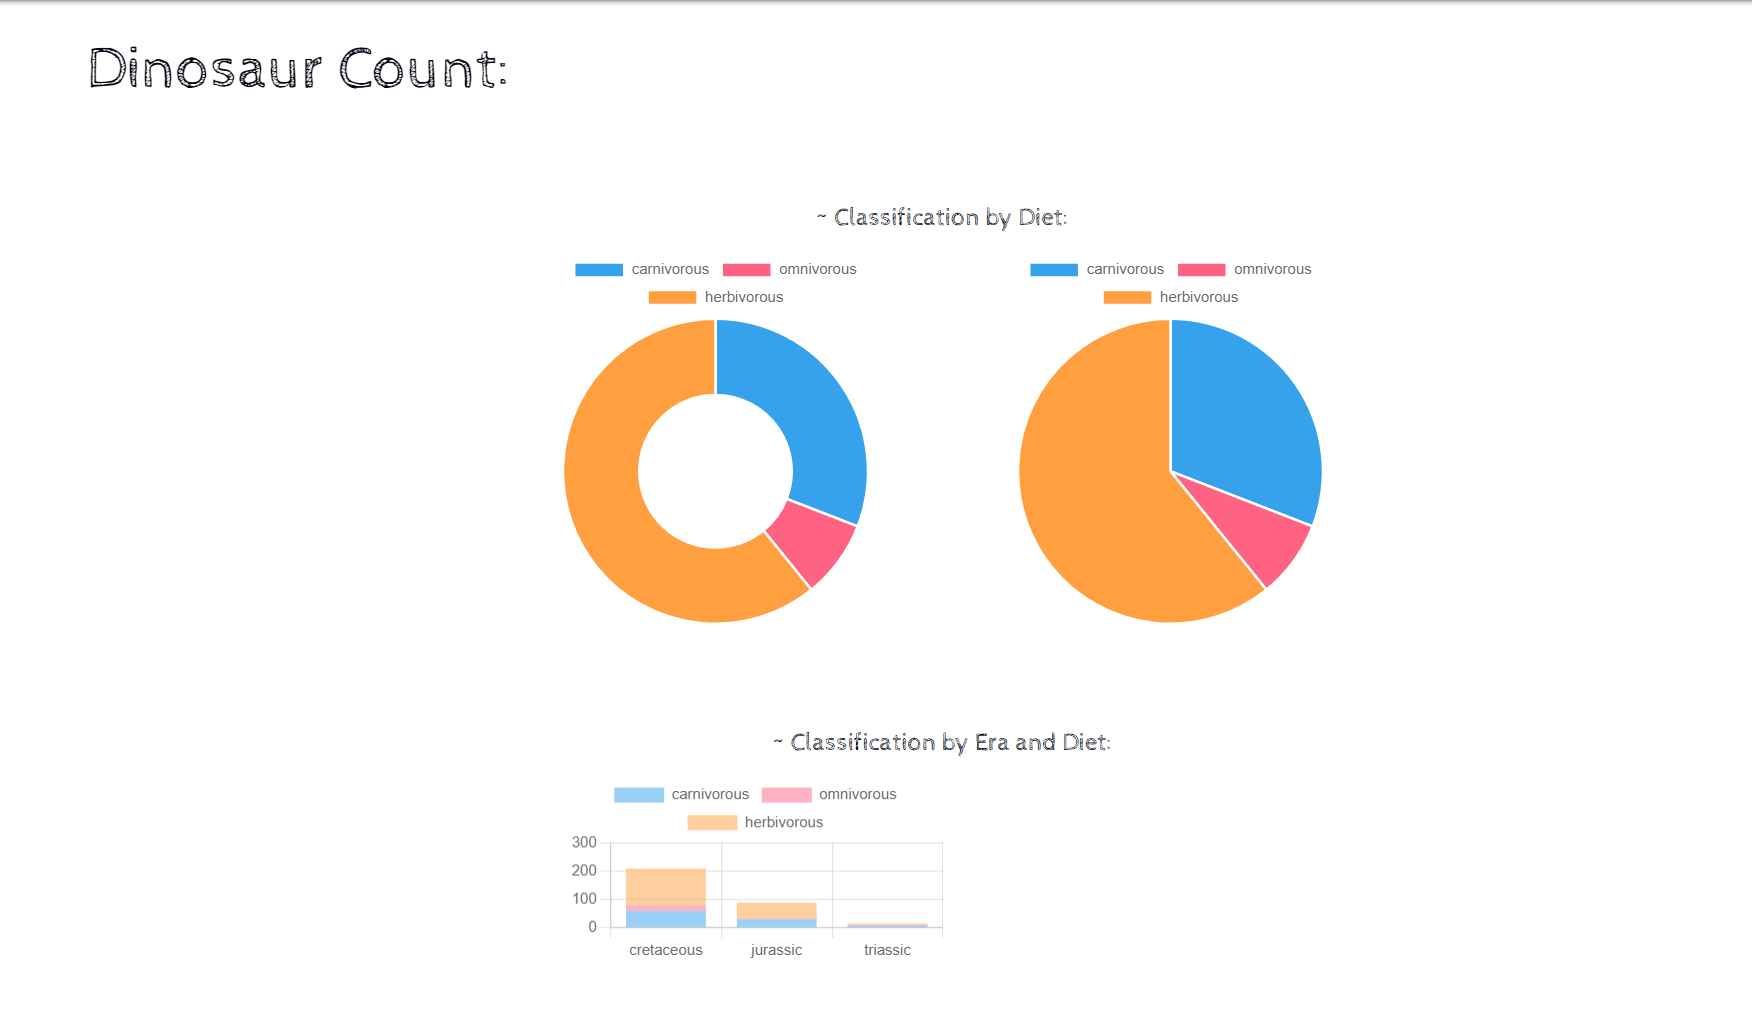 Dinosaur Count:
~ Classification by Diet:
carnivorous omnivorous
herbivorous
carnivorous omnivorous
herbivorous
~ Classification by Era and Diet:
carnivorous omnivorous
herbivorous
300
200
100
0
cretaceous jurassic triassic